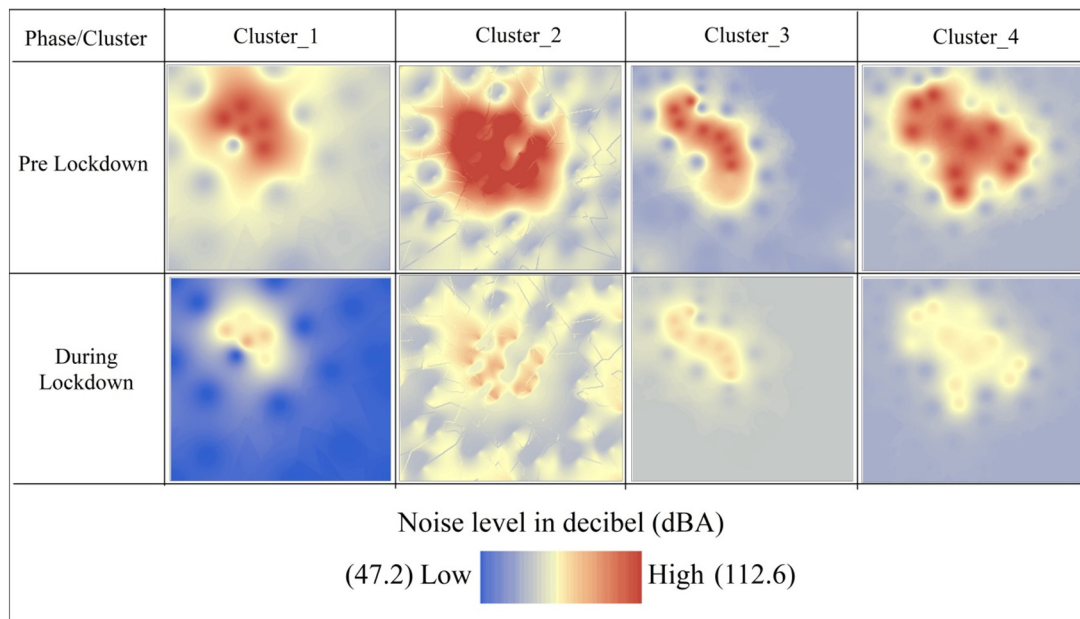 Phase/Cluster
Cluster_1
Cluster_2
Cluster_3
Cluster_4
Pre Lockdown
During
Lockdown
Noise level in decibel (dBA)
(47.2) Low
High (112.6)